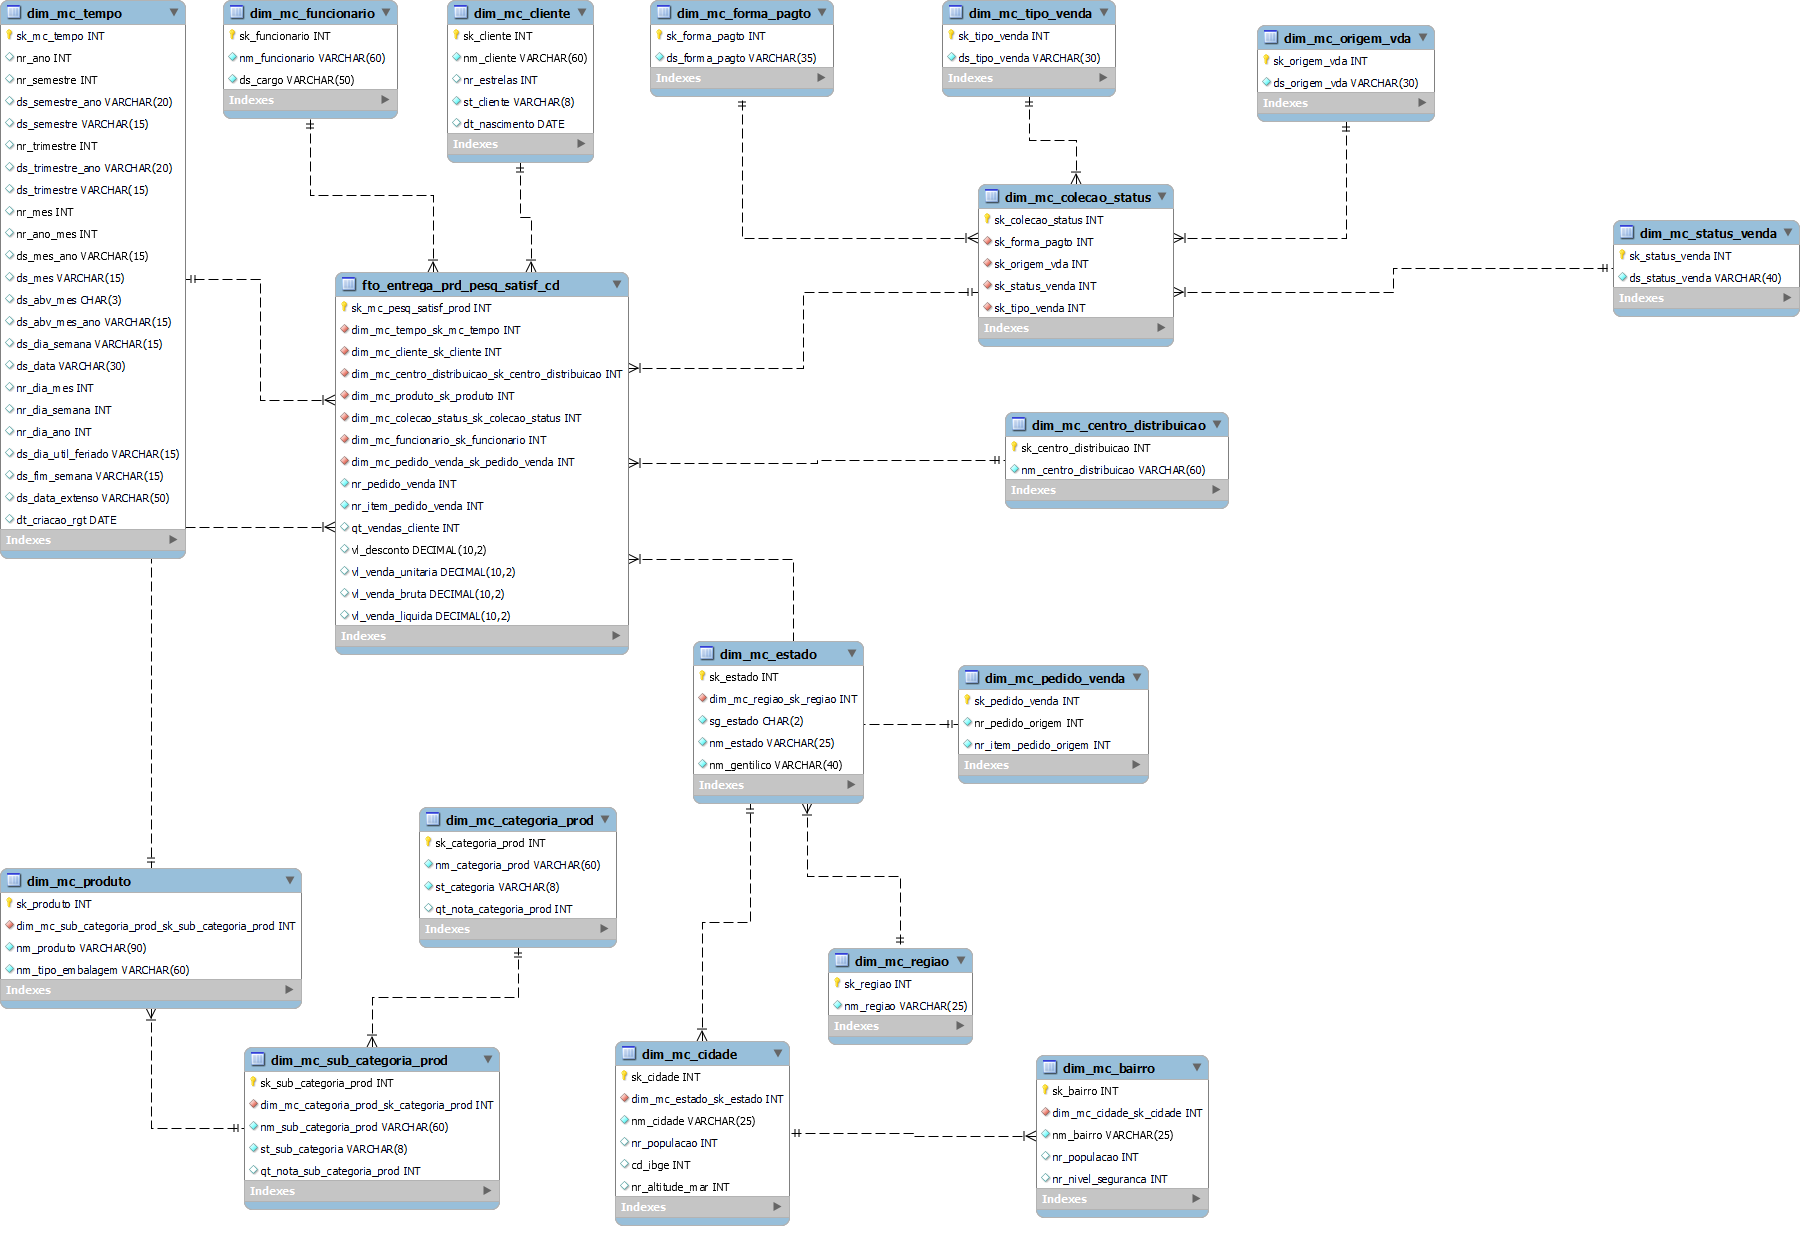 dim_mc_tempo
sk_mc_tempo INT
nr_ano INT
nr_semestre INT
ds_semestre_ano VARCHAR(20)
ds_semestre VARCHAR(15)
nr_trimestre INT
ds_trimestre_ano VARCHAR(20)
ds_trimestre VARCHAR(15)
nr_mes INT
nr_ano_mes INT
ds_mes_ano VARCHAR(15)
ds_mes VARCHAR(15)
ds_abv_mes CHAR(3)
ds_abv_mes_ano VARCHAR(15)
ds_dia_semana VARCHAR(15)
ds_data VARCHAR(30)
nr_dia_mes INT
nr_dia_semana INT
nr_dia_ano INT
ds_dia_util_feriado VARCHAR(15)
ds_fim_semana VARCHAR(15)
ds_data_extenso VARCHAR(50)
dt_criacao_rgt DATE
Indexes
dim_mc_funcionario
sk_funcionario INT
nm_funcionario VARCHAR(60)
ds_cargo VARCHAR(50)
Indexes
dim_mc_cliente
sk_cliente INT
nm_cliente VARCHAR(60)
nr_estrelas INT
st_cliente VARCHAR(8)
dt_nascimento DATE
Indexes
dim_mc_forma_pagto
sk_forma_pagto INT
ds_forma_pagto VARCHAR(35)
Indexes
dim_mc_tipo_venda
sk_tipo_venda INT
ds_tipo_venda VARCHAR(30)
Indexes
dim_mc_origem_vda
sk_origem_vda INT
ds_origem_vda VARCHAR(30)
Indexes
dim_mc_colecao_status
sk_colecao_status INT
sk_forma_pagto INT
sk_origem_vda INT
sk_status_venda INT
sk_tipo_venda INT
Indexes
dim_mc_status_venda
sk_status_venda INT
ds_status_venda VARCHAR(40)
Indexes
fto_entrega_prd_pesq_satisf_cd
sk_mc_pesq_satisf_prod INT
dim_mc_tempo_sk_mc_tempo INT
dim_mc_cliente_sk_cliente INT
dim_mc_centro_distribuicao_sk_centro_distribuicao INT
dim_mc_produto_sk_produto INT
dim_mc_colecao_status_sk_colecao_status INT
dim_mc_funcionario_sk_funcionario INT
dim_mc_pedido_venda_sk_pedido_venda INT
nr_pedido_venda INT
nr_item_pedido_venda INT
qt_vendas_cliente INT
vl_desconto DECIMAL(10,2)
vl_venda_unitaria DECIMAL(10,2)
vl_venda_bruta DECIMAL(10,2)
vl_venda_liquida DECIMAL(10,2)
Indexes
dim_mc_centro_distribuicao
sk_centro_distribuicao INT
nm_centro_distribuicao VARCHAR(60)
Indexes
dim_mc_estado
sk_estado INT
dim_mc_regiao_sk_regiao INT
sg_estado CHAR(2)
nm_estado VARCHAR(25)
nm_gentilico VARCHAR(40)
Indexes
dim_mc_pedido_venda
sk_pedido_venda INT
nr_pedido_origem INT
nr_item_pedido_origem INT
Indexes
dim_mc_categoria_prod
sk_categoria_prod INT
nm_categoria_prod VARCHAR(60)
st_categoria VARCHAR(8)
qt_nota_categoria_prod INT
Indexes
dim_mc_produto
sk_produto INT
dim_mc_sub_categoria_prod_sk_sub_categoria_prod INT
nm_produto VARCHAR(90)
nm_tipo_embalagem VARCHAR(60)
Indexes
dim_mc_regiao
sk_regiao INT
nm_regiao VARCHAR(25)
Indexes
dim_mc_sub_categoria_prod
sk_sub_categoria_prod INT
dim_mc_categoria_prod_sk_categoria_prod INT
nm_sub_categoria_prod VARCHAR(60)
st_sub_categoria VARCHAR(8)
qt_nota_sub_categoria_prod INT
Indexes
dim_mc_cidade
sk_cidade INT
dim_mc_estado_sk_estado INT
nm_cidade VARCHAR(25)
nr_populacao INT
cd_ibge INT
nr_altitude_mar INT
Indexes
dim_mc_bairro
sk_bairro INT
dim_mc_cidade_sk_cidade INT
nm_bairro VARCHAR(25)
nr_populacao INT
nr_nivel_seguranca INT
Indexes